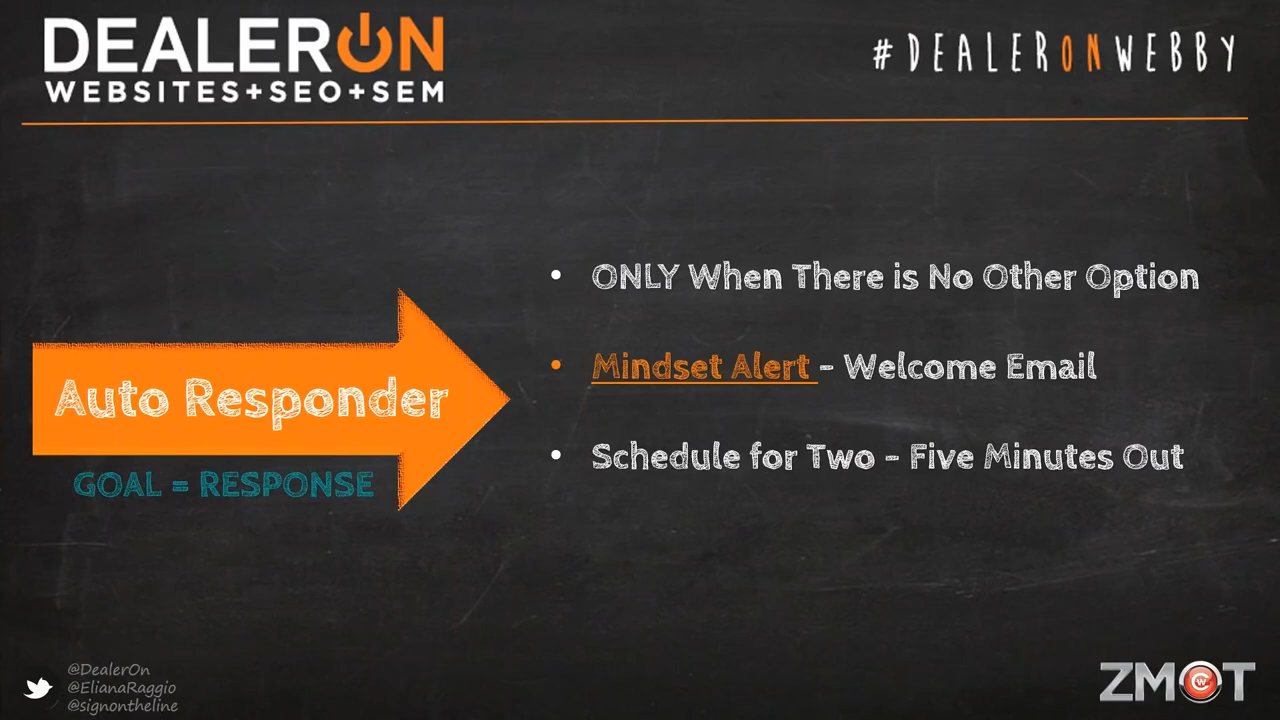 DEALERON
WEBSITES+SEO+SEM
#DEALERONWEBBY
• ONLY When There is No Other Option
• Mindset Alert - Welcome Email
• Schedule for Two - Five Minutes Out
Auto Responder
GOAL = RESPONSE
@DealerOn
@ElianaRaggio
@signontheline
ZMOT